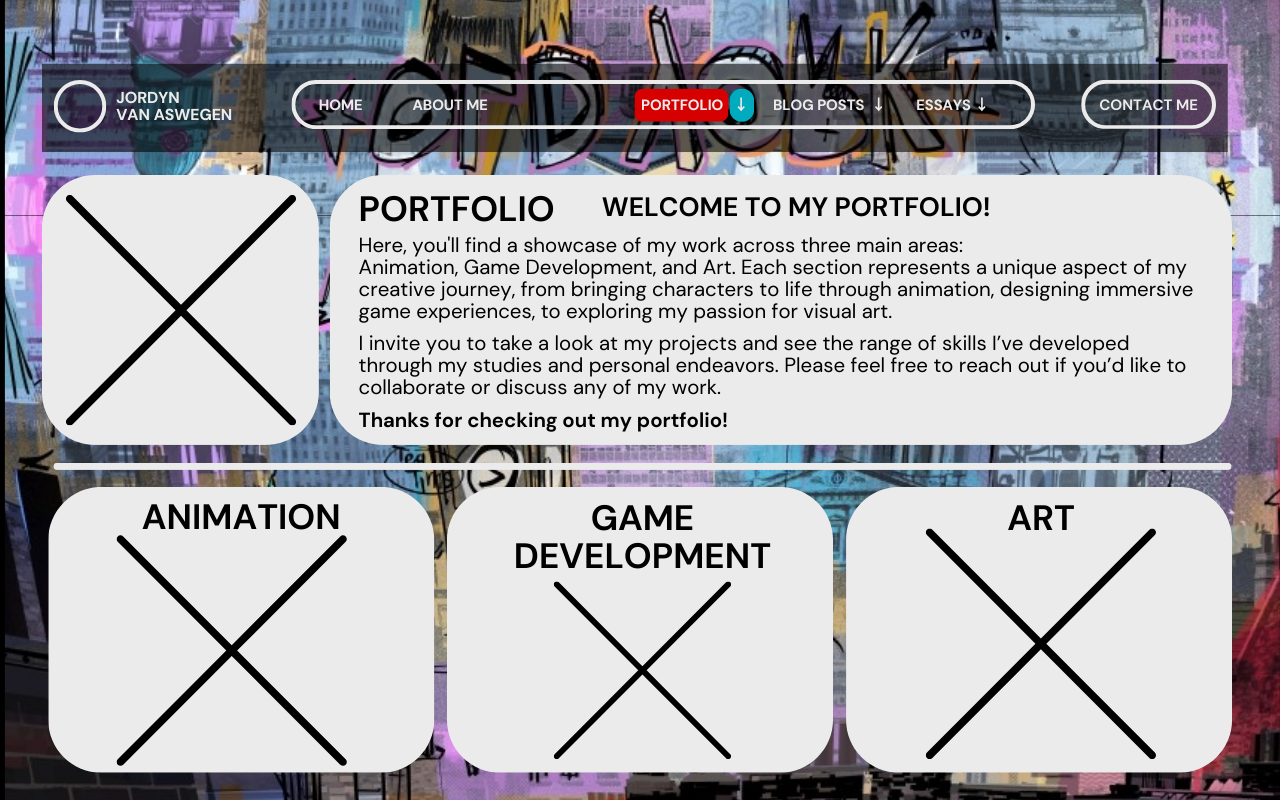 JORDYN
VAN ASWEGEN
HOME ABOUT ME PORTFOLIO ↓ BLOG POSTS ↓ ESSAYS ↓ CONTACT ME
PORTFOLIO WELCOME TO MY PORTFOLIO!
Here, you'll find a showcase of my work across three main areas:
Animation, Game Development, and Art. Each section represents a unique aspect of my
creative journey, from bringing characters to life through animation, designing immersive
game experiences, to exploring my passion for visual art.
I invite you to take a look at my projects and see the range of skills I’ve developed
through my studies and personal endeavors. Please feel free to reach out if you’d like to
collaborate or discuss any of my work.
Thanks for checking out my portfolio!
ANIMATION
GAME
DEVELOPMENT
ART